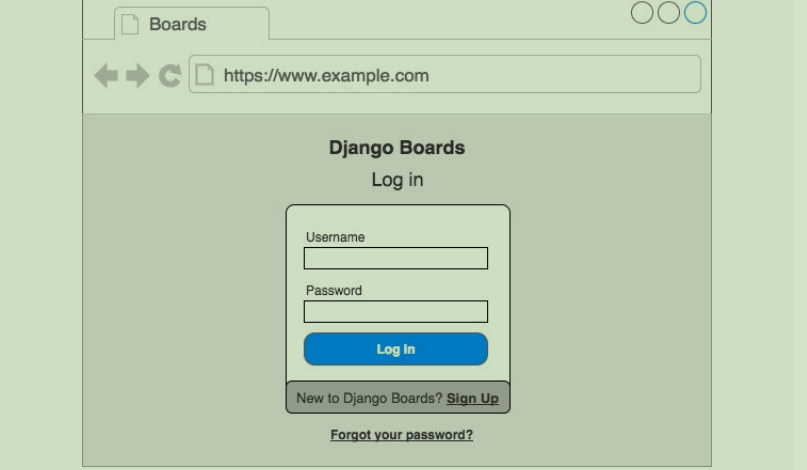 Boards
https://www.example.com
Django Boards
Log in
Username
Password
Log In
New to Django Boards? Sign Up
Forgot your password?